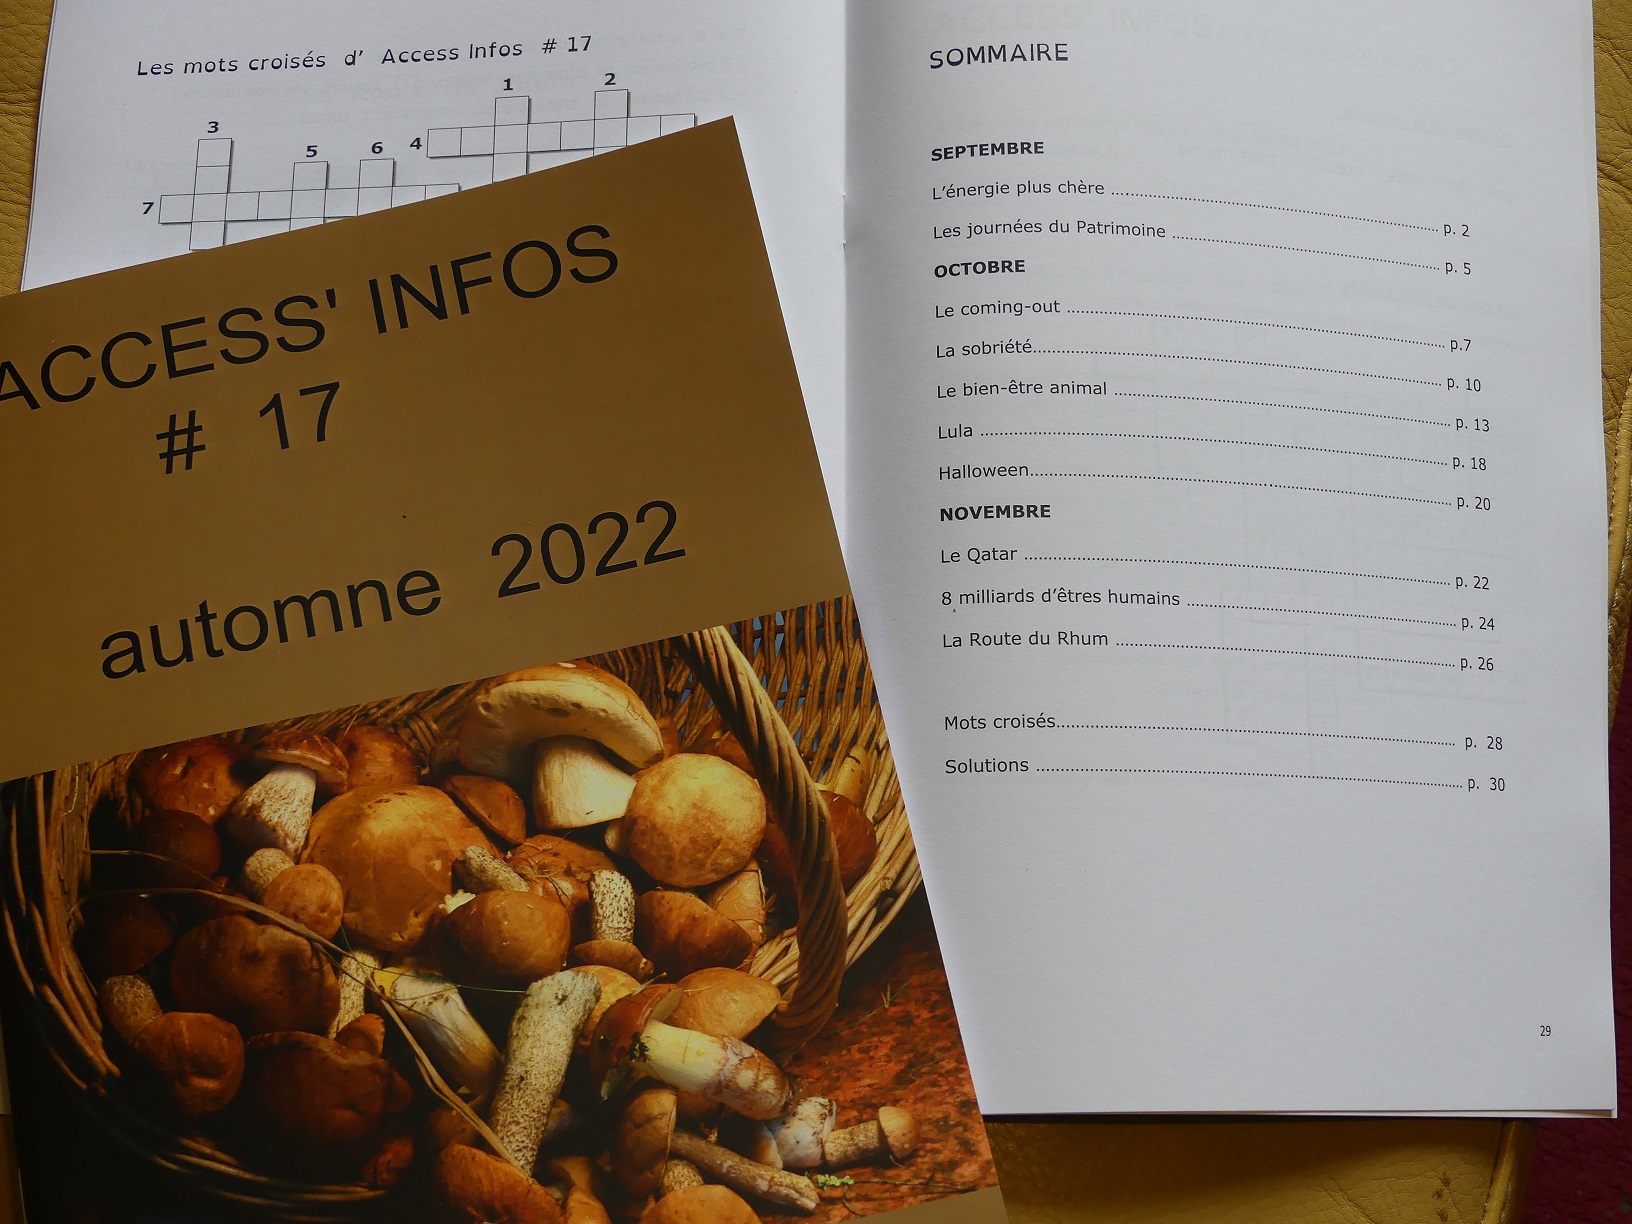 Les mots croisés d' Access Infos # 17
1
2
3
4
5
6
7
ACCESS' INFOS
# 17
automne 2022
SOMMAIRE
SEPTEMBRE
L'énergie plus chère ........ p. 2
Les journées du Patrimoine ........ p. 5
OCTOBRE
Le coming-out ........ p.7
La sobriété........ p. 10
Le bien-être animal ........ p. 13
Lula ........ p. 18
Halloween........ p. 20
NOVEMBRE
Le Qatar ........ p. 22
8 milliards d'êtres humains ........ p. 24
La Route du Rhum ........ p. 26
Mots croisés........ p. 28
Solutions ........ p. 30
29